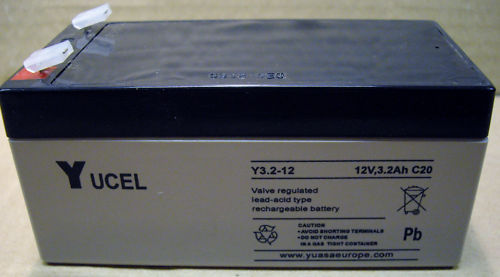 YUCEL
Y3.2-12 12V,3.2Ah C20
Valve regulated
lead-acid type
rechargeable battery
CAUTION
• AVOID SHORTING TERMINALS
• DO NOT CHARGE
IN A GAS TIGHT CONTAINER
Pb
www.yuasaeurope.com